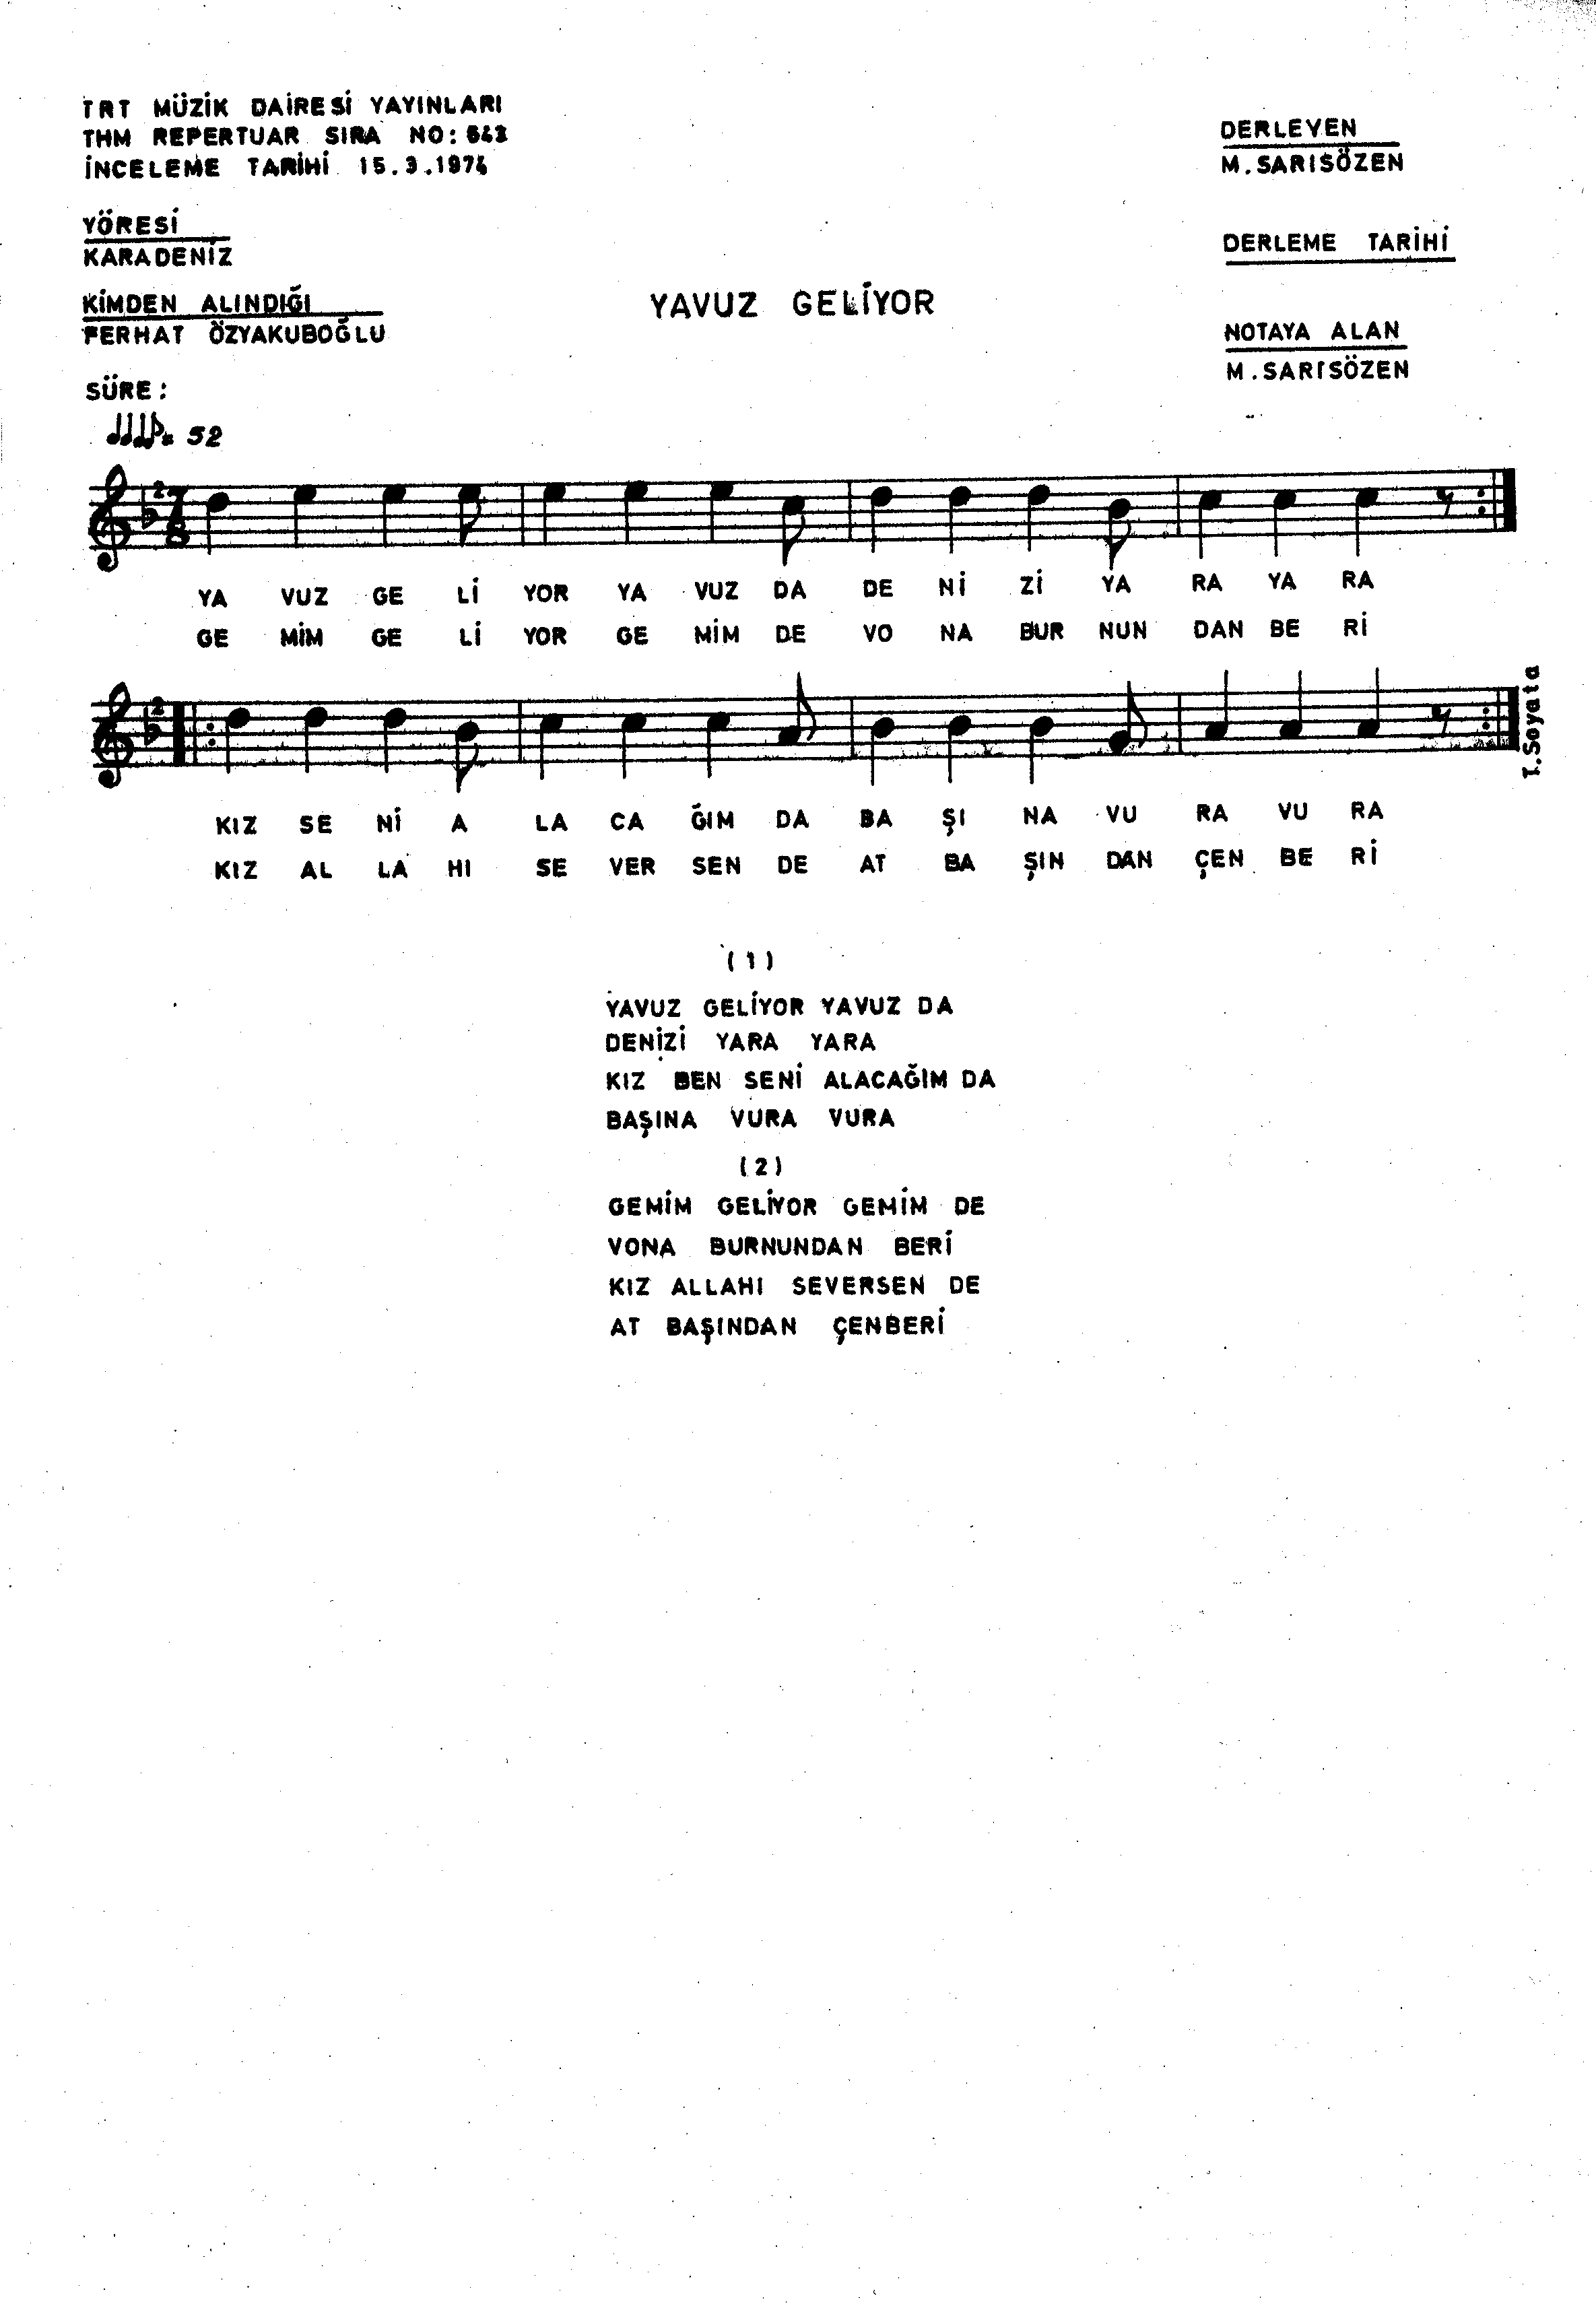 TRT MÜZİK DAİRESİ YAYINLARI
THM REPERTUAR SIRA NO:
İNCELEME TARİHİ 15.3.1974
YÖRESİ
KARADENİZ
KİMDEN ALINDIĞI
FERHAT ÖZYAKUBOĞLU
SÜRE:
= 52
DERLEYEN
M.SARISÖZEN
DERLEME TARİHİ
NOTAYA ALAN
M.SARISÖZEN
YAVUZ GELİYOR
2 7 8
YA VUZ GE Lİ YOR YA VUZ DA DE Nİ Zİ YA RA YA RA
GE MİM GE Lİ YOR GE MİM DE VO NA BUR NUN DAN BE Rİ
2
KIZ SE Nİ A LA CA ĞIM DA BA ŞI NA VU RA VU RA
KIZ AL LA HI SE VER SEN DE AT BA ŞIN DAN ÇEN BE Rİ
T.Soyata
(1)
YAVUZ GELİYOR YAVUZ DA
DENİZİ YARA YARA
KIZ BEN SENİ ALACAĞIM DA
BAŞINA VURA VURA
(2)
GEMİM GELİYOR GEMİM DE
VONA BURNUNDAN BERİ
KIZ ALLAHI SEVERSEN DE
AT BAŞINDAN ÇENBERİ